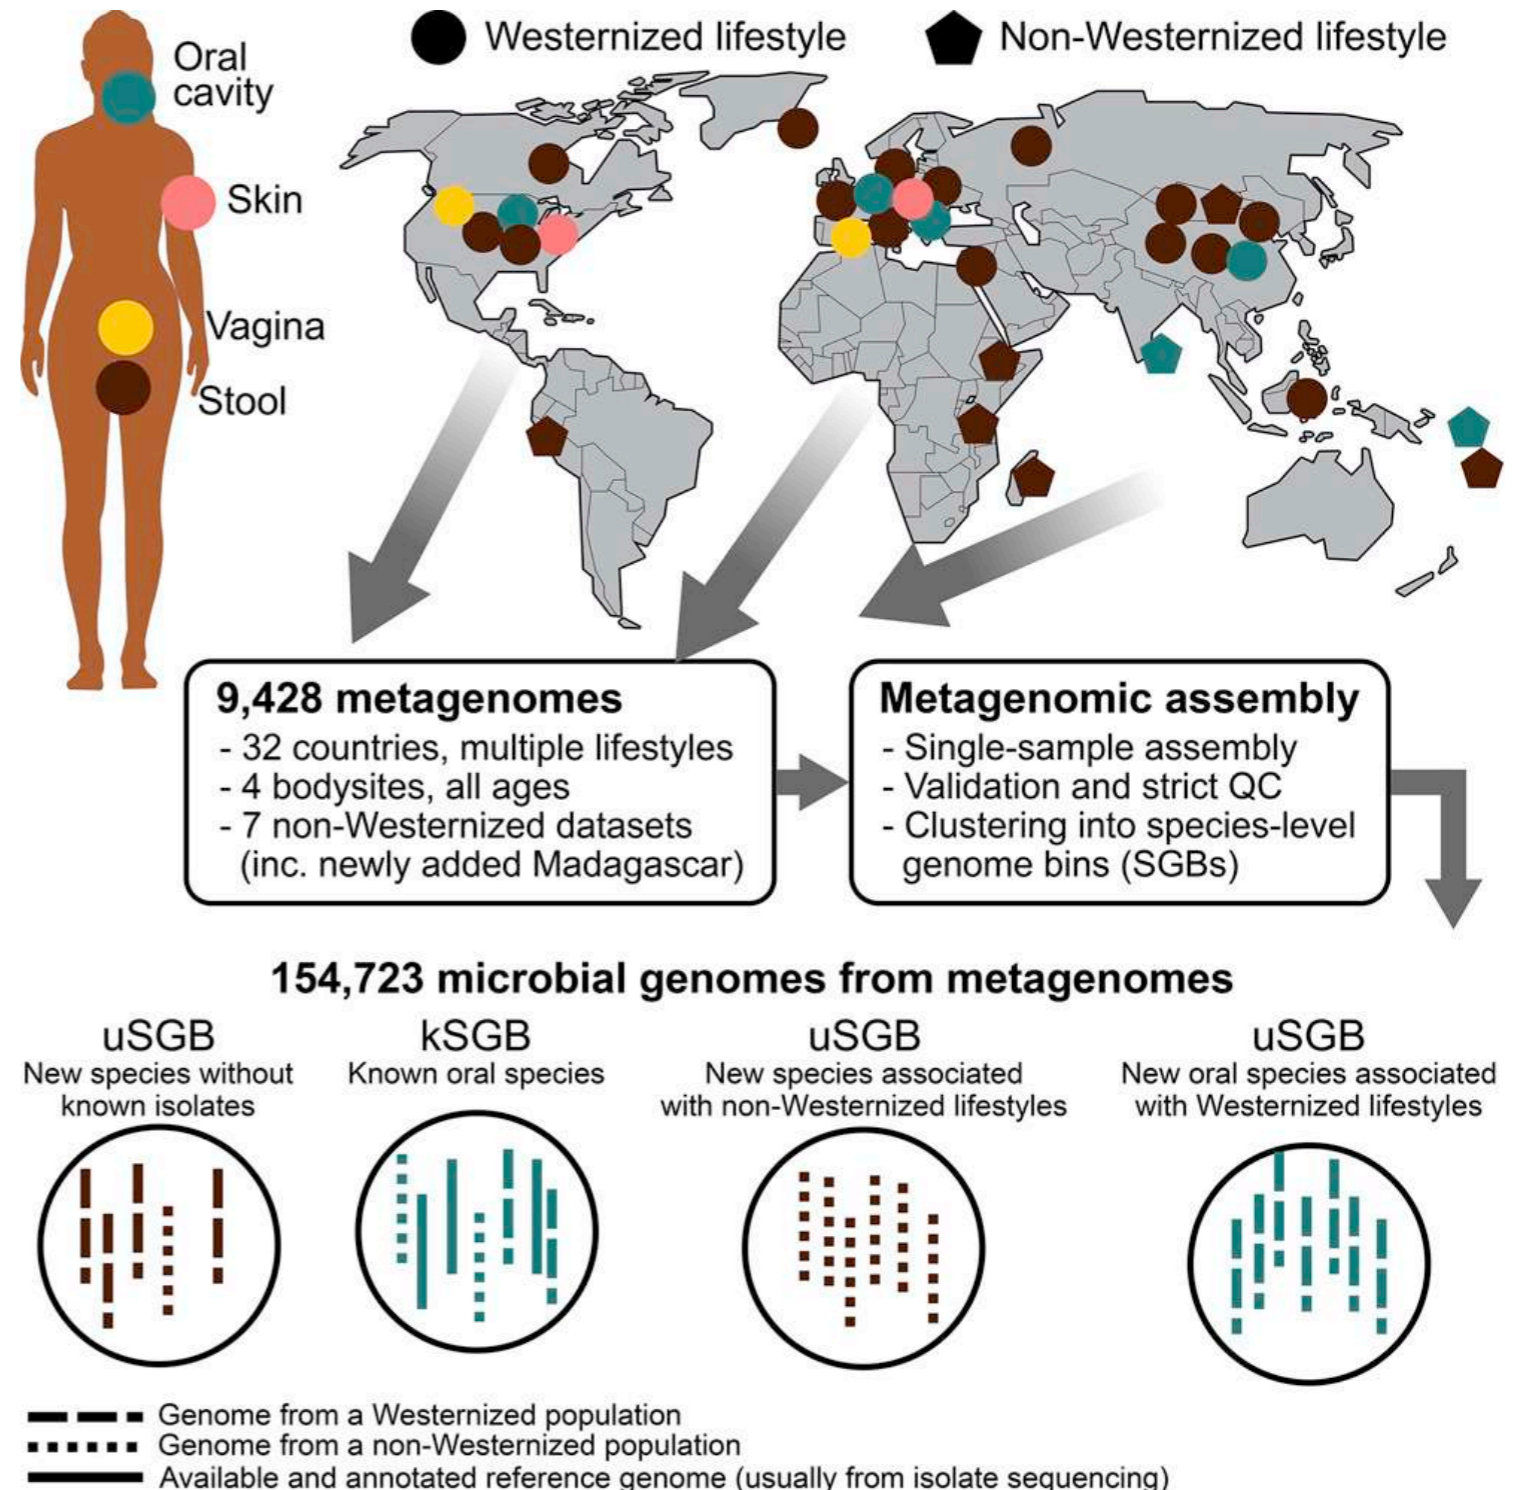 Westernized lifestyle
Non-Westernized lifestyle
Oral
cavity
Skin
Vagina
Stool
9,428 metagenomes
- 32 countries, multiple lifestyles
- 4 bodysites, all ages
- 7 non-Westernized datasets
(inc. newly added Madagascar)
Metagenomic assembly
- Single-sample assembly
- Validation and strict QC
- Clustering into species-level
genome bins (SGBs)
154,723 microbial genomes from metagenomes
uSGB
New species without
known isolates
kSGB
Known oral species
uSGB
New species associated
with non-Westernized lifestyles
uSGB
New oral species associated
with Westernized lifestyles
Genome from a Westernized population
Genome from a non-Westernized population
Available and annotated reference genome (usually from isolate sequencing)